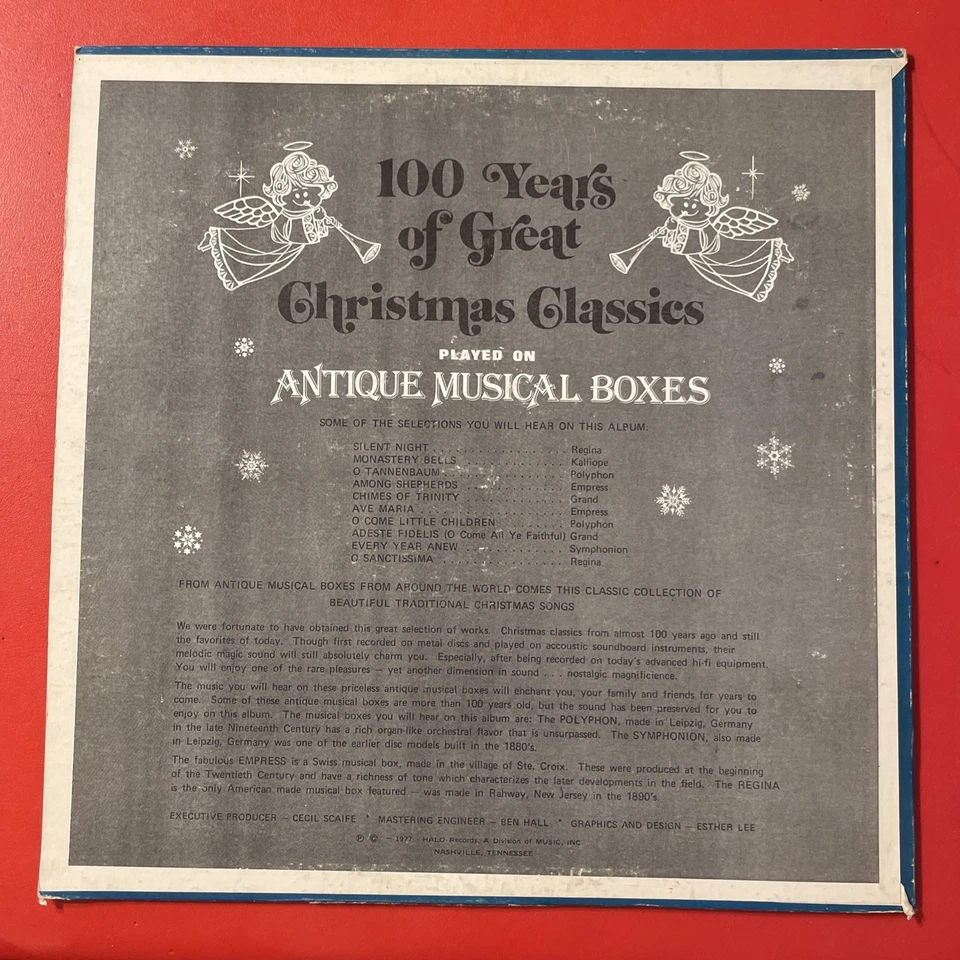 100 Years
of Great
Christmas Classics
PLAYED ON
ANTIQUE MUSICAL BOXES
SOME OF THE SELECTIONS YOU WILL HEAR ON THIS ALBUM:
SILENT NIGHT . . . . . . . . . . . . . . . . . . Regina
MONASTERY BELLS . . . . . . . . . . . . . . Kalliope
O TANNENBAUM . . . . . . . . . . . . . . . . Polyphon
AMONG SHEPHERDS . . . . . . . . . . . . . Empress
CHIMES OF TRINITY . . . . . . . . . . . . . . Grand
AVE MARIA . . . . . . . . . . . . . . . . . . . . Empress
O COME LITTLE CHILDREN . . . . . . . . Polyphon
ADESTE FIDELIS (O Come All Ye Faithful) Grand
EVERY YEAR ANEW . . . . . . . . . . . . . Symphonion
O SANCTISSIMA . . . . . . . . . . . . . . . . Regina
FROM ANTIQUE MUSICAL BOXES FROM AROUND THE WORLD COMES THIS CLASSIC COLLECTION OF
BEAUTIFUL TRADITIONAL CHRISTMAS SONGS
We were fortunate to have obtained this great selection of works. Christmas classics from almost 100 years ago and still
the favorites of today. Though first recorded on metal discs and played on accoustic soundboard instruments, their
melodic magic sound will still absolutely charm you. Especially, after being recorded on today's advanced hi-fi equipment.
You will enjoy one of the rare pleasures — yet another dimension in sound . . . nostalgic magnificience.
The music you will hear on these priceless antique musical boxes will enchant you, your family and friends for years to
come. Some of these antique musical boxes are more than 100 years old, but the sound has been preserved for you to
enjoy on this album. The musical boxes you will hear on this album are: The POLYPHON, made in Leipzig, Germany
in the late Nineteenth Century has a rich organ-like orchestral flavor that is unsurpassed. The SYMPHONION, also made
in Leipzig, Germany was one of the earlier disc models built in the 1880's.
The fabulous EMPRESS is a Swiss musical box, made in the village of Ste. Croix. These were produced at the beginning
of the Twentieth Century and have a richness of tone which characterizes the later developments in the field. The REGINA
is the only American made musical box featured — was made in Rahway, New Jersey in the 1890's
EXECUTIVE PRODUCER — CECIL SCAIFE * MASTERING ENGINEER — BEN HALL * GRAPHICS AND DESIGN — ESTHER LEE
℗ © — 1977 - HALO Records, A Division of MUSIC, INC.
NASHVILLE, TENNESSEE